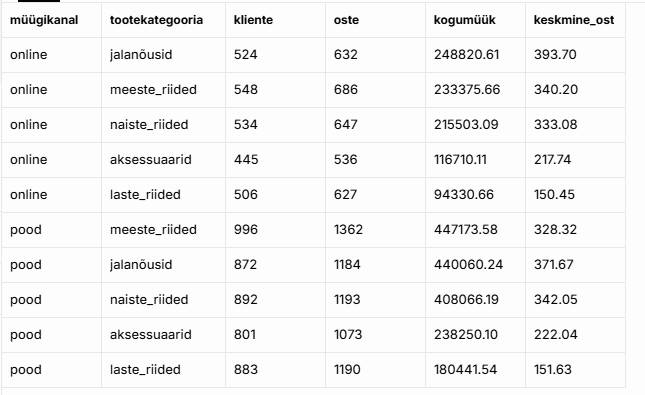 müügikanal tootekategooria kliente oste kogumüük keskmine_ost
online jalanõusid 524 632 248820.61 393.70
online meeste_riided 548 686 233375.66 340.20
online naiste_riided 534 647 215503.09 333.08
online aksessuaarid 445 536 116710.11 217.74
online laste_riided 506 627 94330.66 150.45
pood meeste_riided 996 1362 447173.58 328.32
pood jalanõusid 872 1184 440060.24 371.67
pood naiste_riided 892 1193 408066.19 342.05
pood aksessuaarid 801 1073 238250.10 222.04
pood laste_riided 883 1190 180441.54 151.63